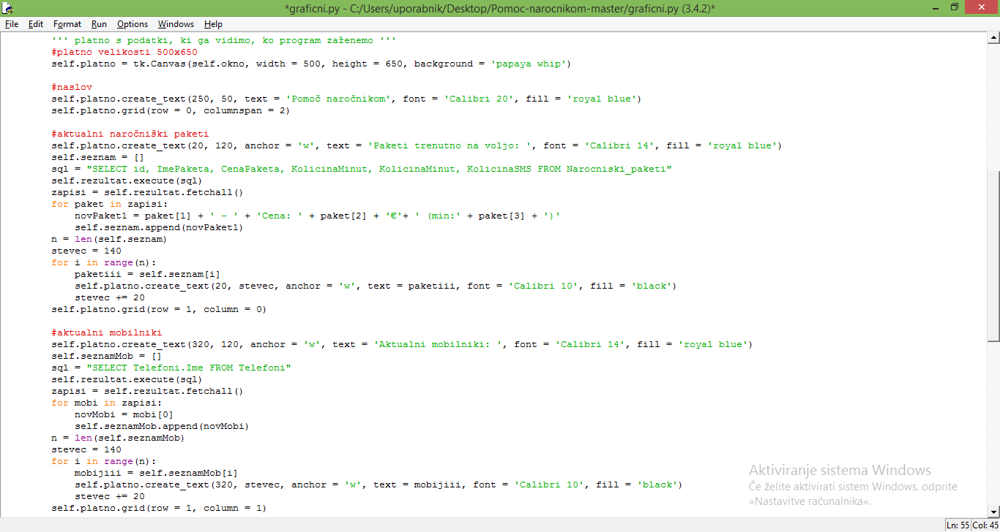 *graficni.py - C:/Users/uporabnik/Desktop/Pomoc-narocnikom-master/graficni.py (3.4.2)*
File Edit Format Run Options Windows Help
''' platno s podatki, ki ga vidimo, ko program zaženemo '''
#platno velikosti 500x650
self.platno = tk.Canvas(self.okno, width = 500, height = 650, background = 'papaya whip')
#naslov
self.platno.create_text(250, 50, text = 'Pomoč naročnikom', font = 'Calibri 20', fill = 'royal blue')
self.platno.grid(row = 0, columnspan = 2)
#aktualni naročniški paketi
self.platno.create_text(20, 120, anchor = 'w', text = 'Paketi trenutno na voljo: ', font = 'Calibri 14', fill = 'royal blue')
self.seznam = []
sql = "SELECT id, ImePaketa, CenaPaketa, KolicinaMinut, KolicinaMinut, KolicinaSMS FROM Narocniski_paketi"
self.rezultat.execute(sql)
zapisi = self.rezultat.fetchall()
for paket in zapisi:
    novPaket1 = paket[1] + ' - ' + 'Cena: ' + paket[2] + '€'+ ' (min:' + paket[3] + ')'
    self.seznam.append(novPaket1)
n = len(self.seznam)
stevec = 140
for i in range(n):
    paketiii = self.seznam[i]
    self.platno.create_text(20, stevec, anchor = 'w', text = paketiii, font = 'Calibri 10', fill = 'black')
    stevec += 20
self.platno.grid(row = 1, column = 0)
#aktualni mobilniki
self.platno.create_text(320, 120, anchor = 'w', text = 'Aktualni mobilniki: ', font = 'Calibri 14', fill = 'royal blue')
self.seznamMob = []
sql = "SELECT Telefoni.Ime FROM Telefoni"
self.rezultat.execute(sql)
zapisi = self.rezultat.fetchall()
for mobi in zapisi:
    novMobi = mobi[0]
    self.seznamMob.append(novMobi)
n = len(self.seznamMob)
stevec = 140
for i in range(n):
    mobijiii = self.seznamMob[i]
    self.platno.create_text(320, stevec, anchor = 'w', text = mobijiii, font = 'Calibri 10', fill = 'black')
    stevec += 20
self.platno.grid(row = 1, column = 1)
Aktiviranje sistema Windows
Če želite aktivirati sistem Windows, odprite
»Nastavitve računalnika«.
Ln: 55 Col: 45